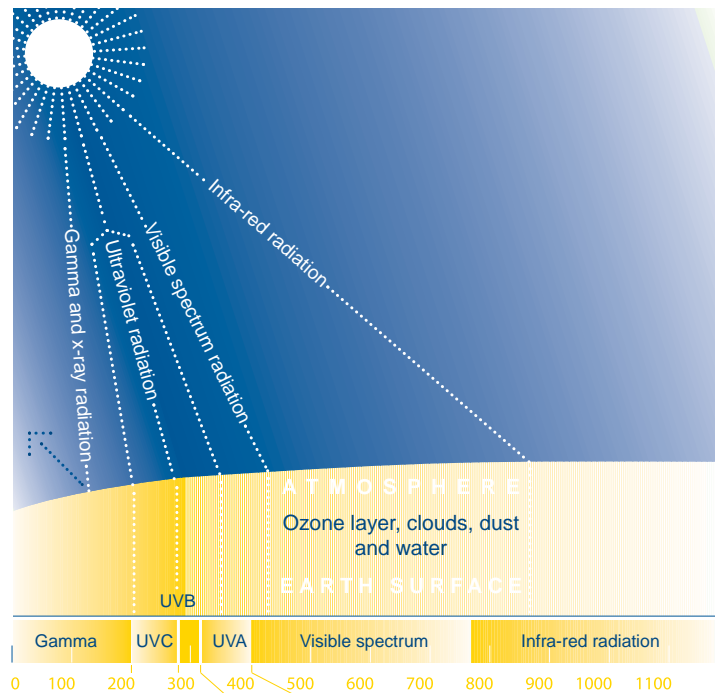 Infra-red radiation
Visible spectrum radiation
Ultraviolet radiation
Gamma and x-ray radiation
ATMOSPHERE
Ozone layer, clouds, dust
and water
EARTH SURFACE
UVB
Gamma UVC UVA Visible spectrum Infra-red radiation
0 100 200 300 400 500 600 700 800 900 1000 1100